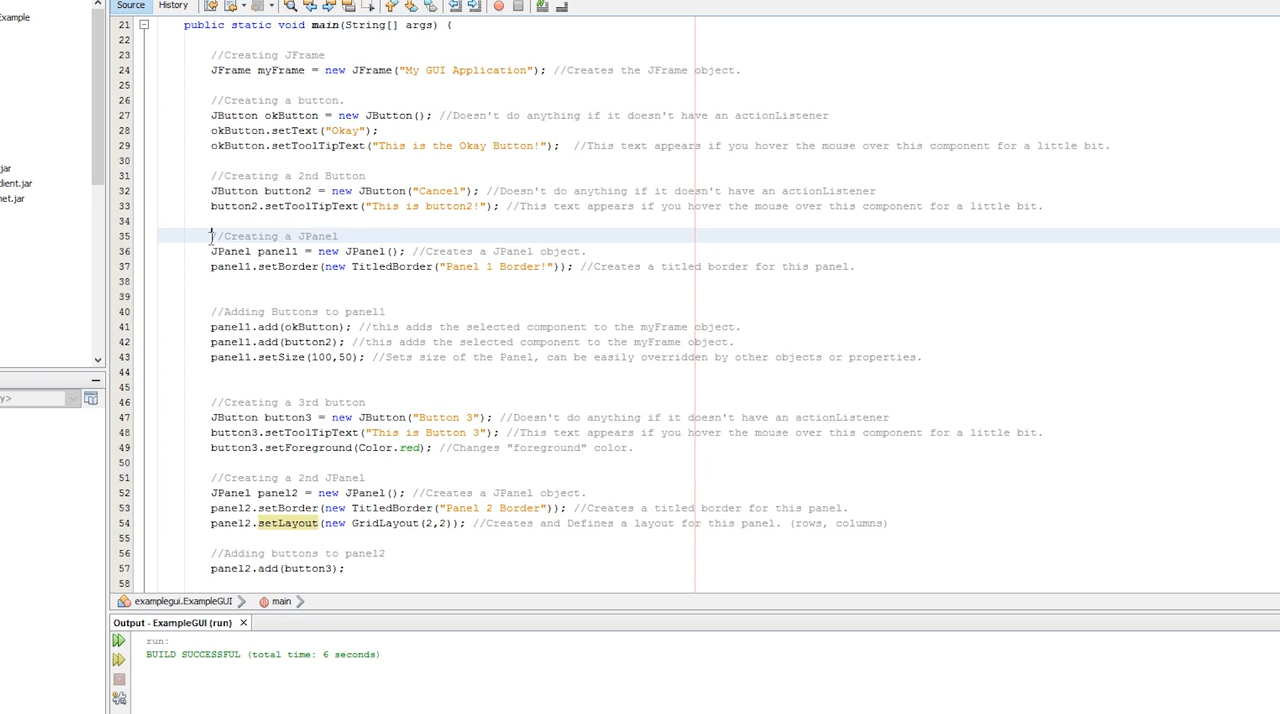 Source History
Example
jar
dient.jar
net.jar
y>
21 public static void main(String[] args) {
22
23 //Creating JFrame
24 JFrame myFrame = new JFrame("My GUI Application"); //Creates the JFrame object.
25
26 //Creating a button.
27 JButton okButton = new JButton(); //Doesn't do anything if it doesn't have an actionListener
28 okButton.setText("Okay");
29 okButton.setToolTipText("This is the Okay Button!"); //This text appears if you hover the mouse over this component for a little bit.
30
31 //Creating a 2nd Button
32 JButton button2 = new JButton("Cancel"); //Doesn't do anything if it doesn't have an actionListener
33 button2.setToolTipText("This is button2!"); //This text appears if you hover the mouse over this component for a little bit.
34
35 //Creating a JPanel
36 JPanel panel1 = new JPanel(); //Creates a JPanel object.
37 panel1.setBorder(new TitledBorder("Panel 1 Border!")); //Creates a titled border for this panel.
38
39
40 //Adding Buttons to panel1
41 panel1.add(okButton); //this adds the selected component to the myFrame object.
42 panel1.add(button2); //this adds the selected component to the myFrame object.
43 panel1.setSize(100,50); //Sets size of the Panel, can be easily overridden by other objects or properties.
44
45
46 //Creating a 3rd button
47 JButton button3 = new JButton("Button 3"); //Doesn't do anything if it doesn't have an actionListener
48 button3.setToolTipText("This is Button 3"); //This text appears if you hover the mouse over this component for a little bit.
49 button3.setForeground(Color.red); //Changes "foreground" color.
50
51 //Creating a 2nd JPanel
52 JPanel panel2 = new JPanel(); //Creates a JPanel object.
53 panel2.setBorder(new TitledBorder("Panel 2 Border")); //Creates a titled border for this panel.
54 panel2.setLayout(new GridLayout(2,2)); //Creates and Defines a layout for this panel. (rows, columns)
55
56 //Adding buttons to panel2
57 panel2.add(button3);
58
examplegui.ExampleGUI main
Output - ExampleGUI (run)
run:
BUILD SUCCESSFUL (total time: 6 seconds)